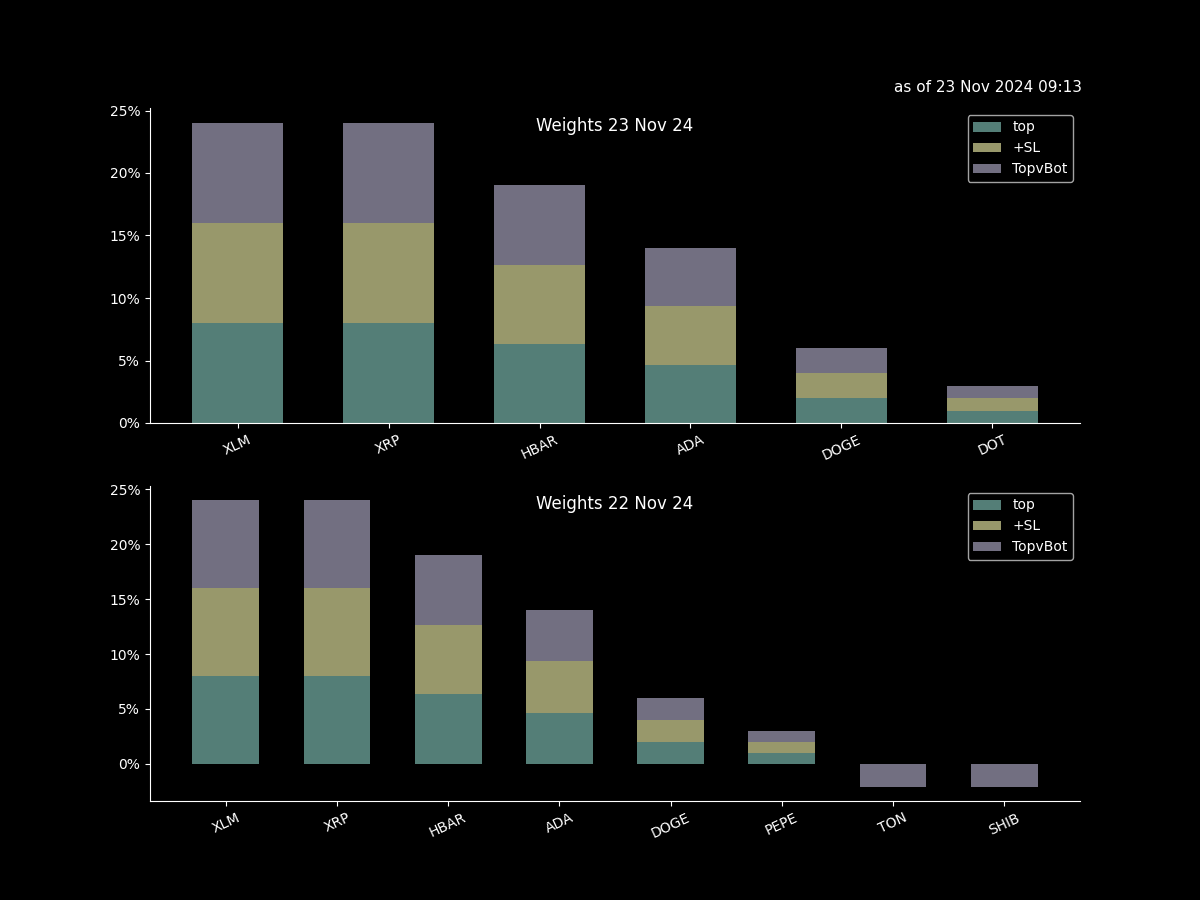 as of 23 Nov 2024 09:13
Weights 23 Nov 24
25%
20%
15%
10%
5%
0%
top
+SL
TopvBot
XLM
XRP
HBAR
ADA
DOGE
DOT
Weights 22 Nov 24
25%
20%
15%
10%
5%
0%
top
+SL
TopvBot
XLM
XRP
HBAR
ADA
DOGE
PEPE
TON
SHIB